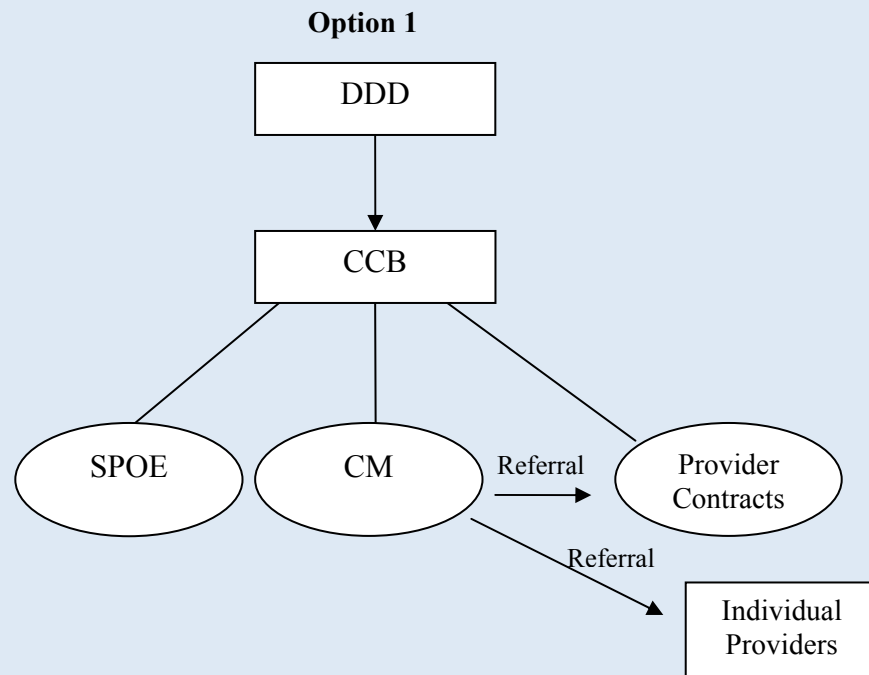 Option 1
DDD
CCB
SPOE
CM
Referral
Provider
Contracts
Referral
Individual
Providers